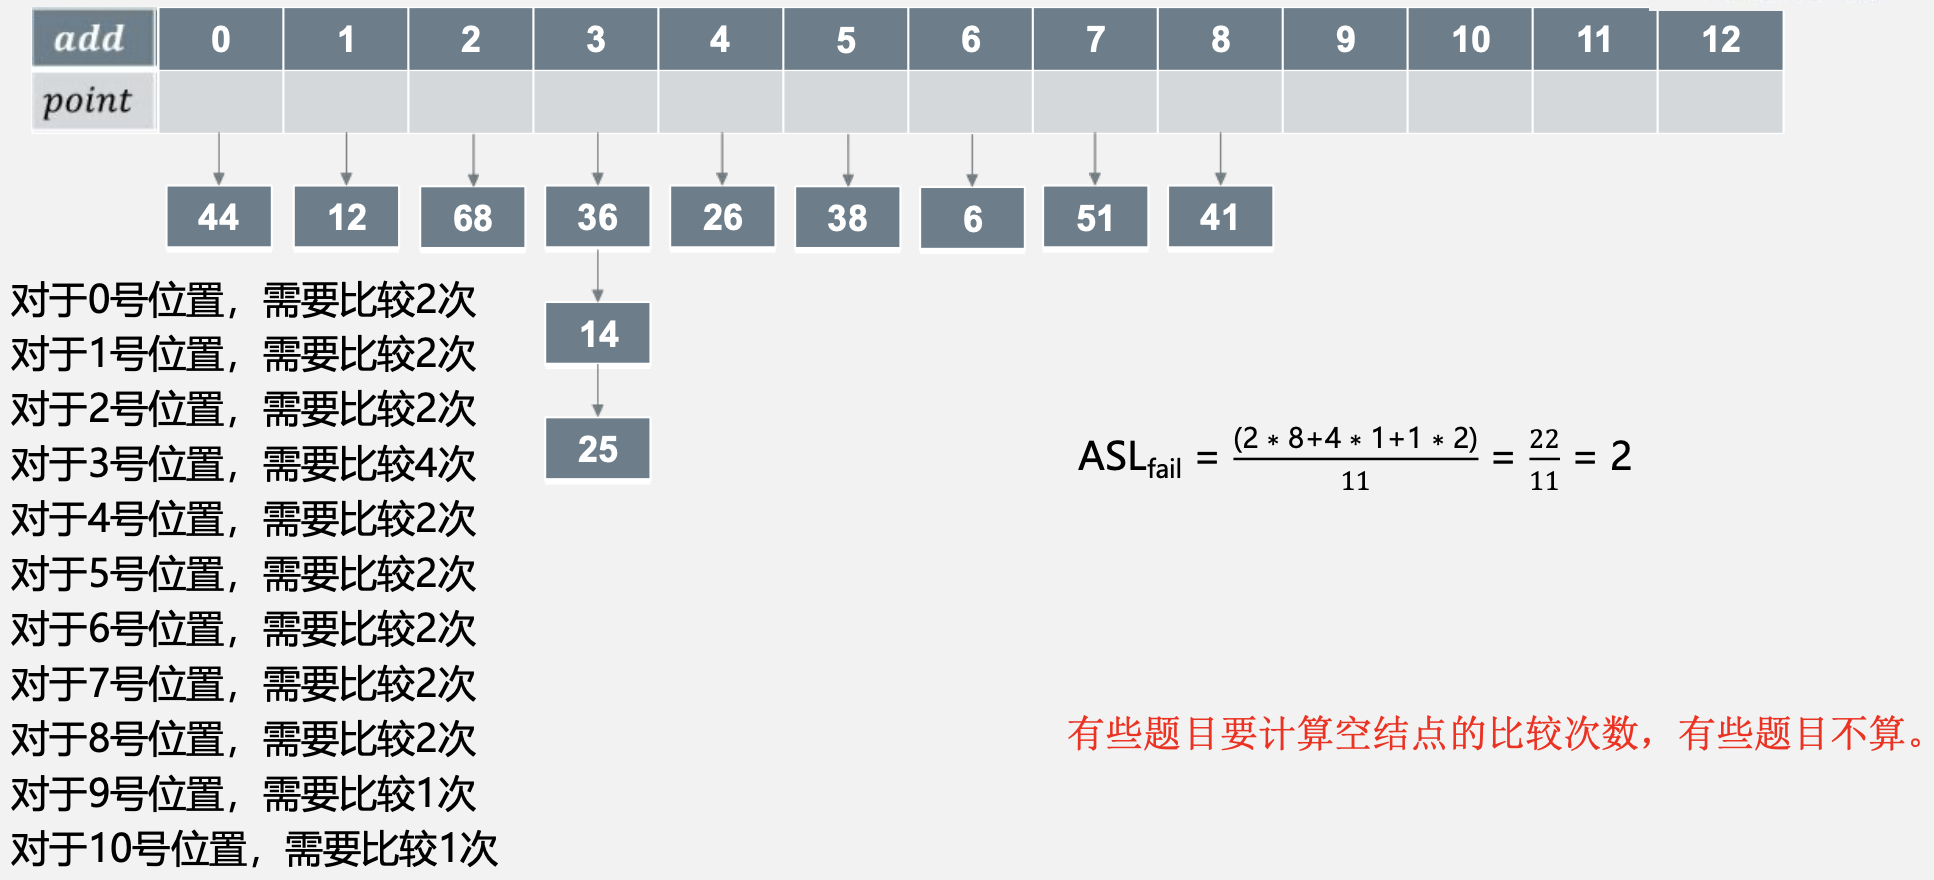 add 0 1 2 3 4 5 6 7 8 9 10 11 12
point
44 12 68 36 26 38 6 51 41
14
25
对于0号位置，需要比较2次
对于1号位置，需要比较2次
对于2号位置，需要比较2次
对于3号位置，需要比较4次
对于4号位置，需要比较2次
对于5号位置，需要比较2次
对于6号位置，需要比较2次
对于7号位置，需要比较2次
对于8号位置，需要比较2次
对于9号位置，需要比较1次
对于10号位置，需要比较1次
ASLfail = (2*8+4*1+1*2)/11 = 22/11 = 2
有些题目要计算空结点的比较次数，有些题目不算。